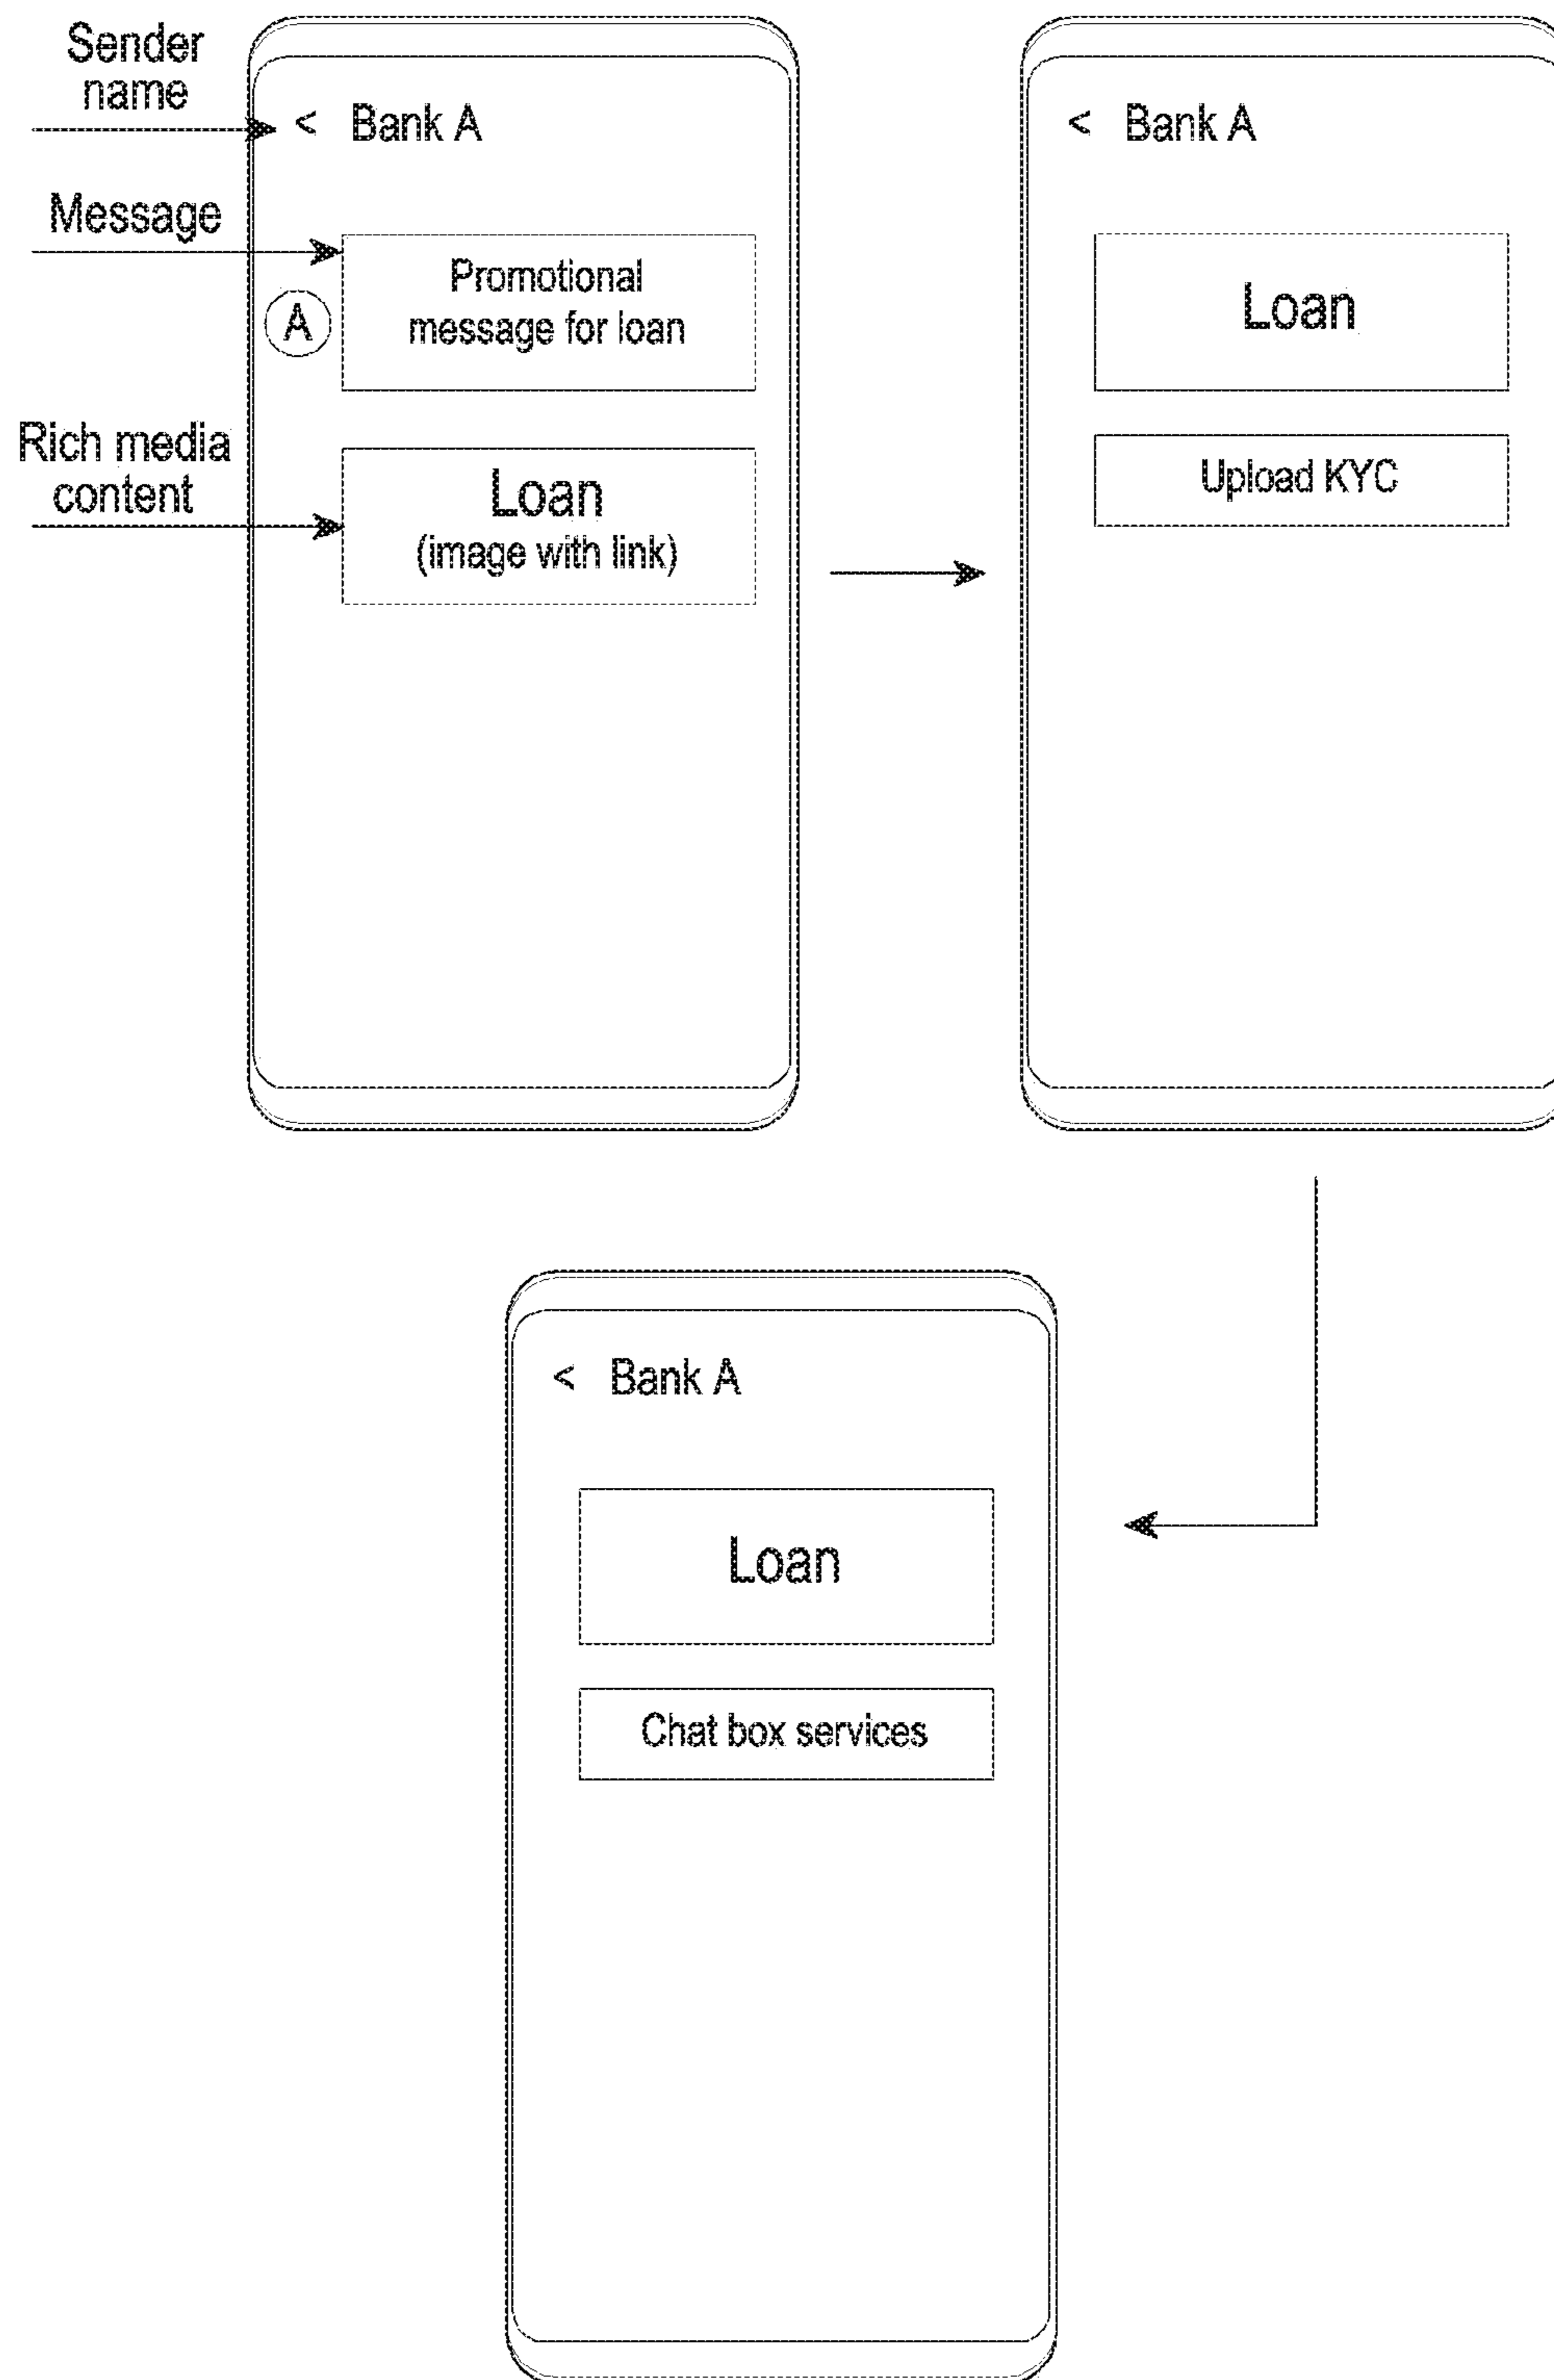 Sender
name
< Bank A
Message
Promotional
message for loan
A
Rich media
content
Loan
(image with link)
< Bank A
Loan
Upload KYC
< Bank A
Loan
Chat box services